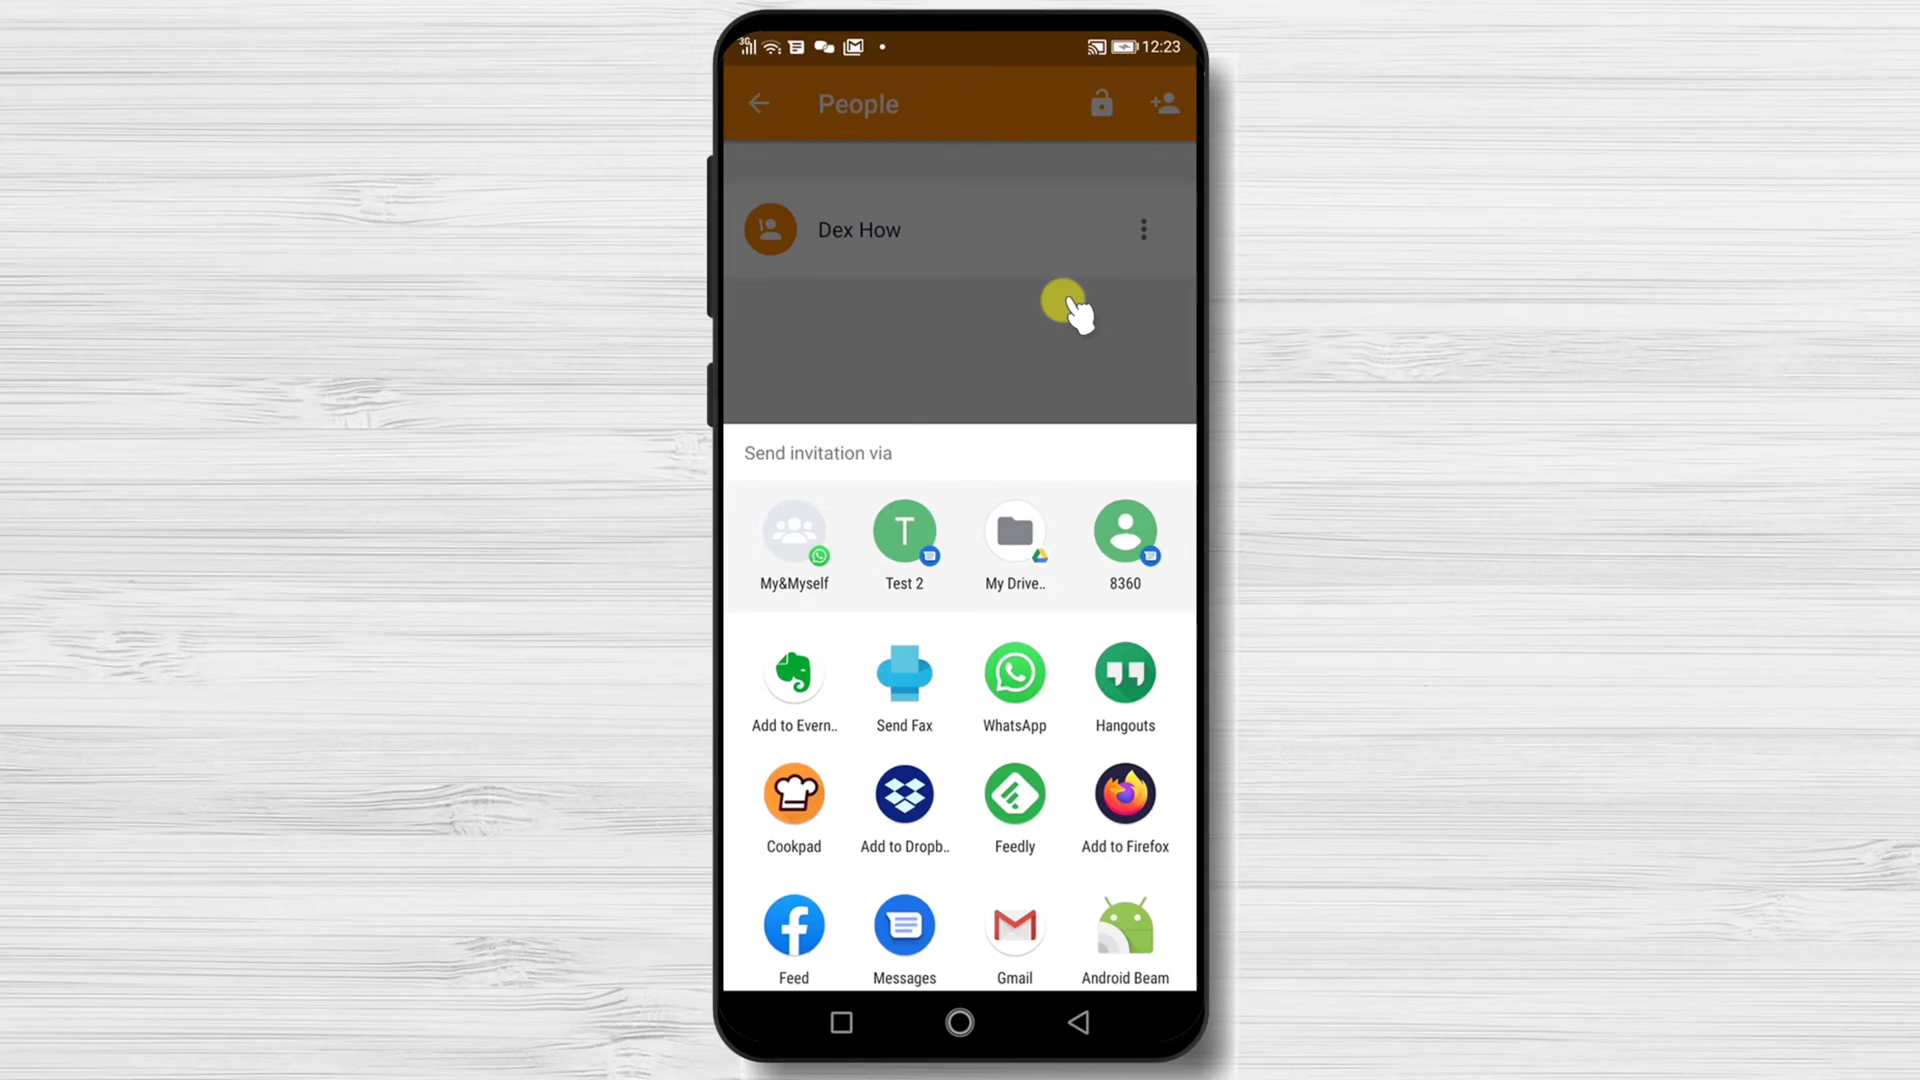 3G
12:23
People
Dex How
Send invitation via
My&Myself
T
Test 2
My Drive..
8360
Add to Evern..
Send Fax
WhatsApp
Hangouts
Cookpad
Add to Dropb..
Feedly
Add to Firefox
Feed
Messages
Gmail
Android Beam